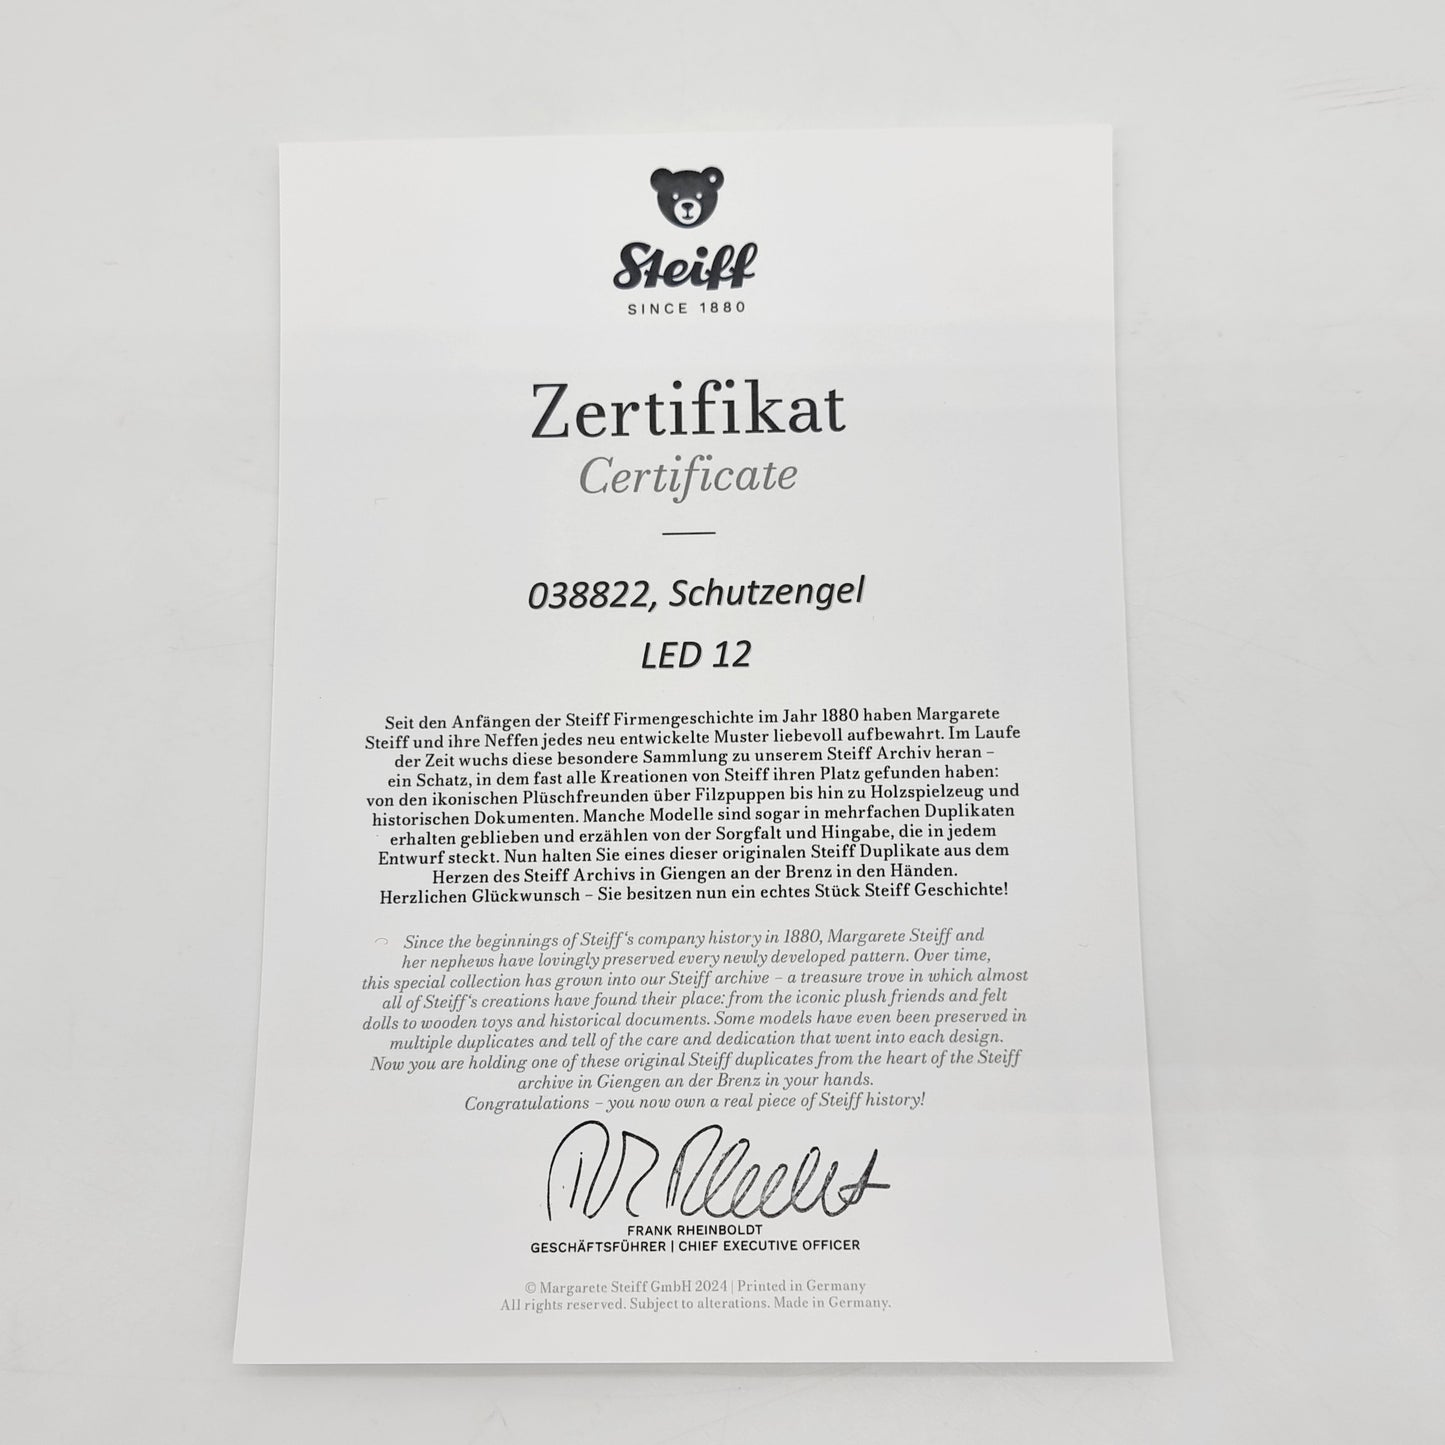 Steiff
SINCE 1880
Zertifikat
Certificate
038822, Schutzengel
LED 12
Seit den Anfängen der Steiff Firmengeschichte im Jahr 1880 haben Margarete
Steiff und ihre Neffen jedes neu entwickelte Muster liebevoll aufbewahrt. Im Laufe
der Zeit wuchs diese besondere Sammlung zu unserem Steiff Archiv heran –
ein Schatz, in dem fast alle Kreationen von Steiff ihren Platz gefunden haben:
von den ikonischen Plüschfreunden über Filzpuppen bis hin zu Holzspielzeug und
historischen Dokumenten. Manche Modelle sind sogar in mehrfachen Duplikaten
erhalten geblieben und erzählen von der Sorgfalt und Hingabe, die in jedem
Entwurf steckt. Nun halten Sie eines dieser originalen Steiff Duplikate aus dem
Herzen des Steiff Archivs in Giengen an der Brenz in den Händen.
Herzlichen Glückwunsch – Sie besitzen nun ein echtes Stück Steiff Geschichte!
Since the beginnings of Steiff‘s company history in 1880, Margarete Steiff and
her nephews have lovingly preserved every newly developed pattern. Over time,
this special collection has grown into our Steiff archive – a treasure trove in which almost
all of Steiff‘s creations have found their place: from the iconic plush friends and felt
dolls to wooden toys and historical documents. Some models have even been preserved in
multiple duplicates and tell of the care and dedication that went into each design.
Now you are holding one of these original Steiff duplicates from the heart of the Steiff
archive in Giengen an der Brenz in your hands.
Congratulations – you now own a real piece of Steiff history!
FRANK RHEINBOLDT
GESCHÄFTSFÜHRER | CHIEF EXECUTIVE OFFICER
© Margarete Steiff GmbH 2024 | Printed in Germany
All rights reserved. Subject to alterations. Made in Germany.